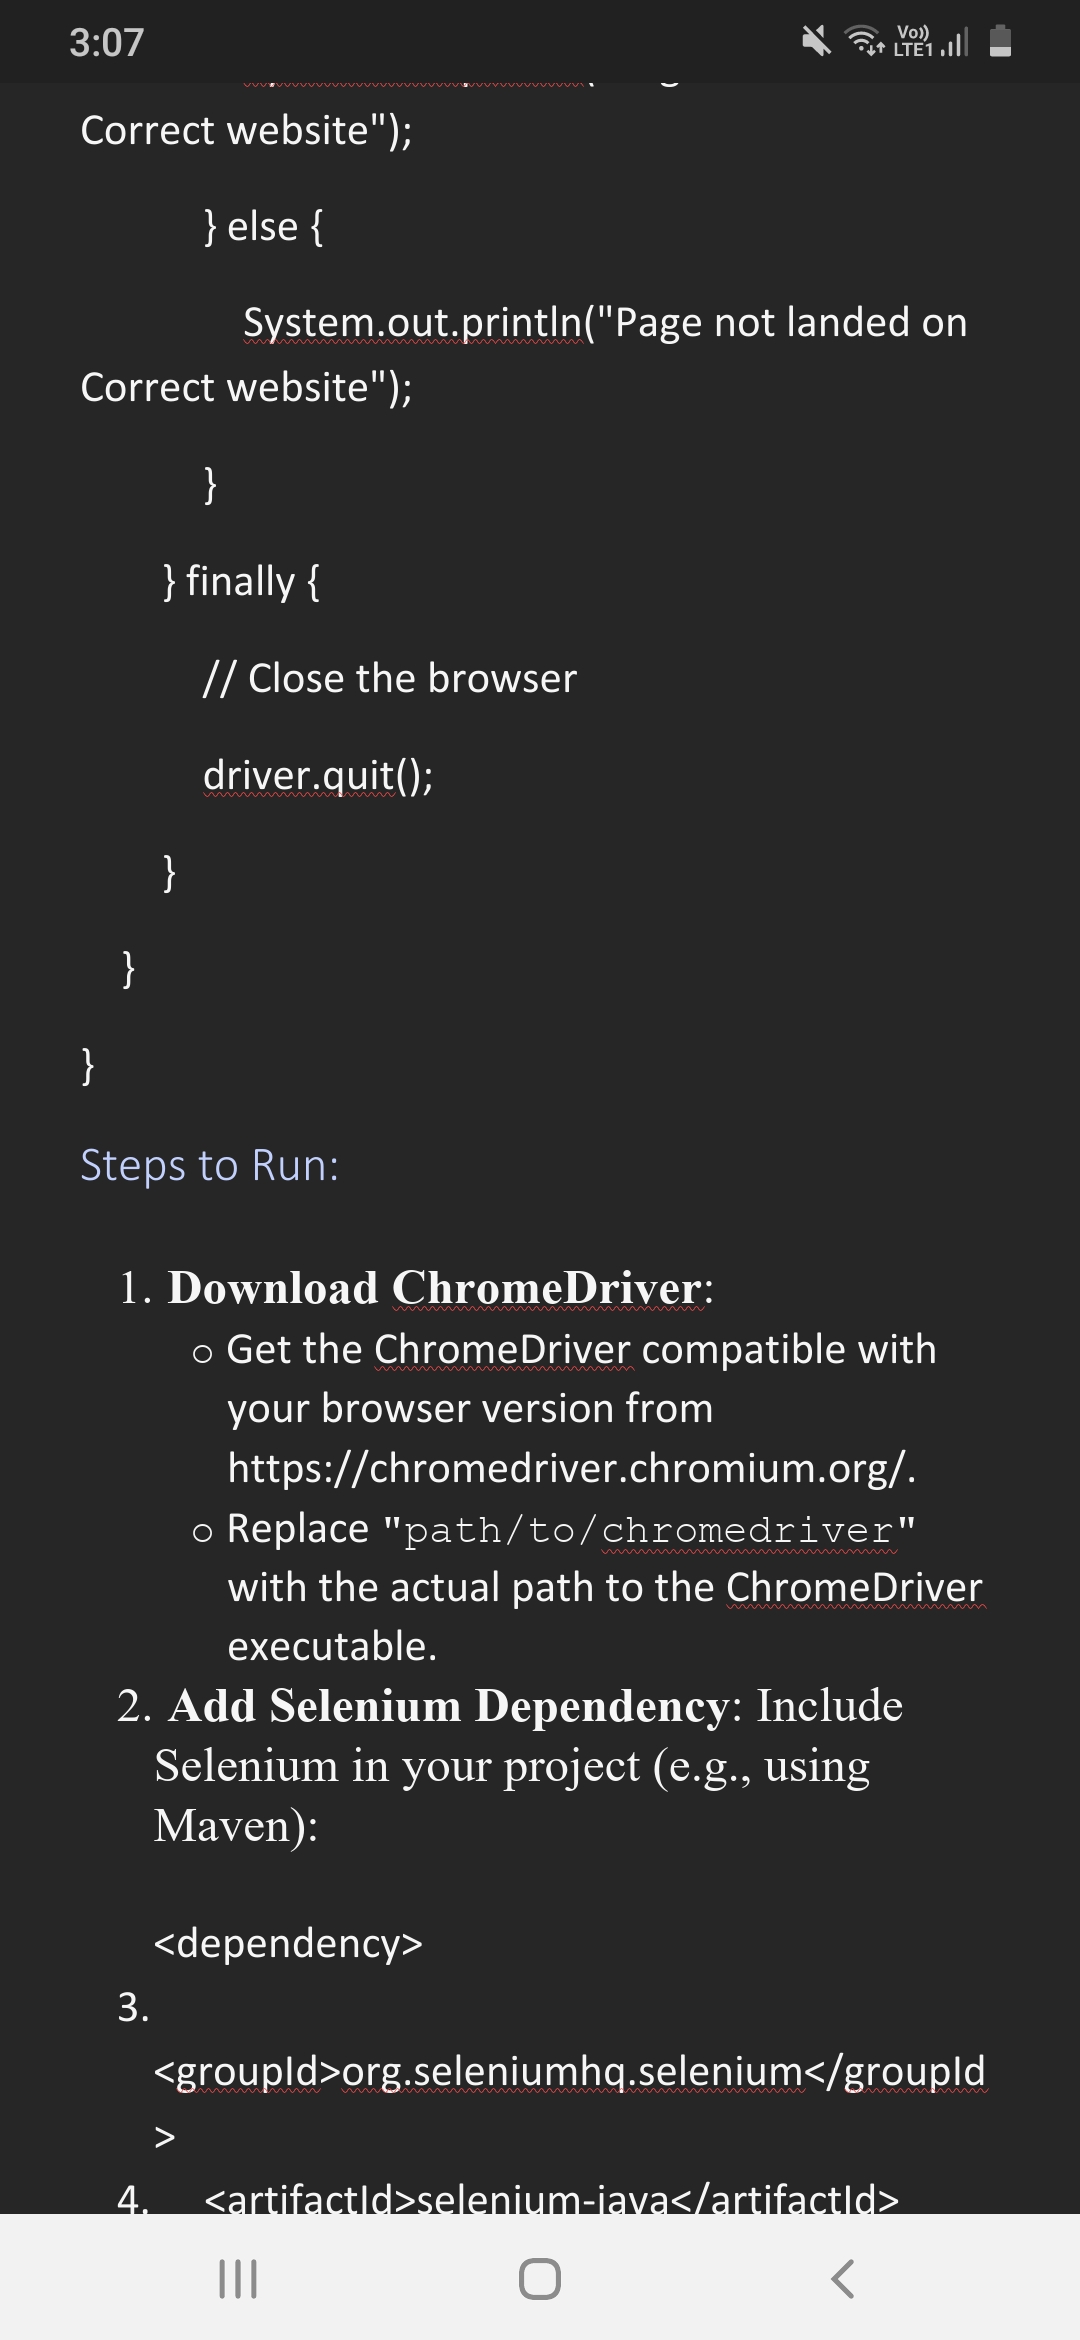 3:07
Vo))
LTE1
Correct website");
} else {
System.out.println("Page not landed on
Correct website");
}
} finally {
// Close the browser
driver.quit();
}
}
}
Steps to Run:
1. Download ChromeDriver:
o Get the ChromeDriver compatible with
your browser version from
https://chromedriver.chromium.org/.
o Replace "path/to/chromedriver"
with the actual path to the ChromeDriver
executable.
2. Add Selenium Dependency: Include
Selenium in your project (e.g., using
Maven):
<dependency>
3.
<groupId>org.seleniumhq.selenium</groupId
>
4. <artifactId>selenium-java</artifactId>